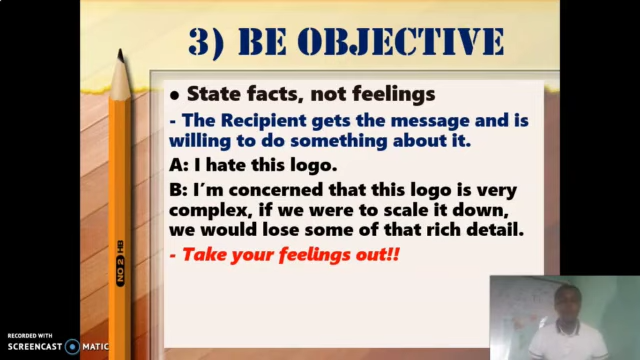 3) BE OBJECTIVE
● State facts, not feelings
- The Recipient gets the message and is
willing to do something about it.
A: I hate this logo.
B: I'm concerned that this logo is very
complex, if we were to scale it down,
we would lose some of that rich detail.
- Take your feelings out!!
NO 2 HB
RECORDED WITH
SCREENCAST MATIC